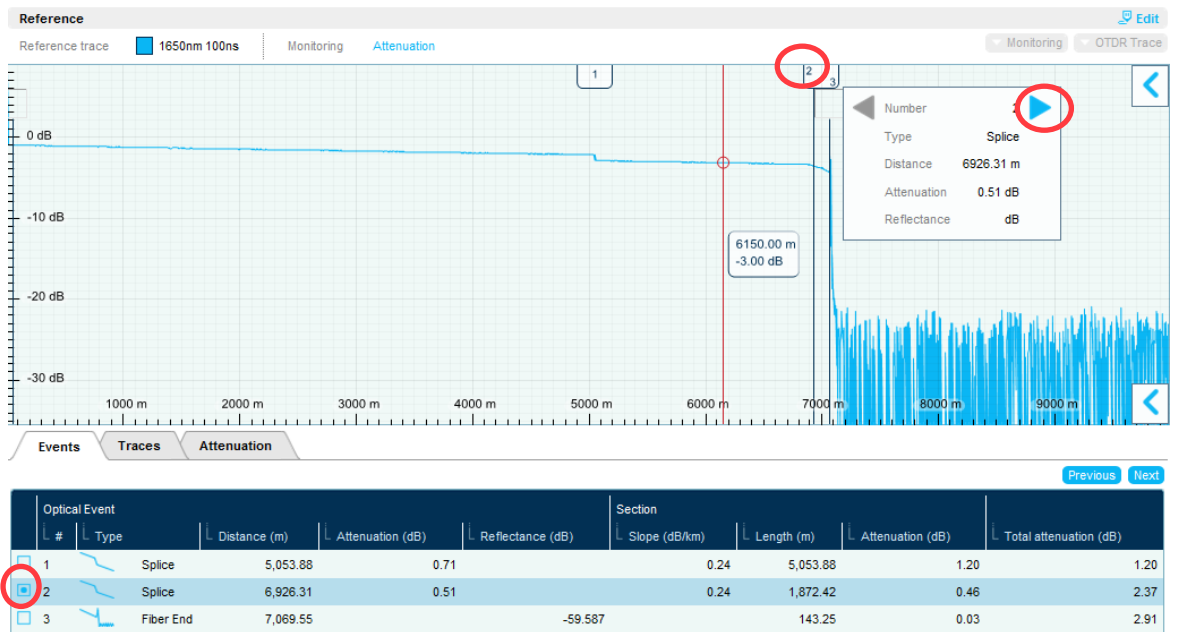 Reference Edit
Reference trace 1650nm 100ns Monitoring Attenuation Monitoring OTDR Trace
1 2 3
Number 2
Type Splice
Distance 6926.31 m
Attenuation 0.51 dB
Reflectance dB
0 dB
-10 dB
6150.00 m
-3.00 dB
-20 dB
-30 dB
1000 m 2000 m 3000 m 4000 m 5000 m 6000 m 7000 m 8000 m 9000 m
Events Traces Attenuation
Previous Next
Optical Event Section
# Type Distance (m) Attenuation (dB) Reflectance (dB) Slope (dB/km) Length (m) Attenuation (dB) Total attenuation (dB)
1 Splice 5,053.88 0.71 0.24 5,053.88 1.20 1.20
2 Splice 6,926.31 0.51 0.24 1,872.42 0.46 2.37
3 Fiber End 7,069.55 -59.587 143.25 0.03 2.91